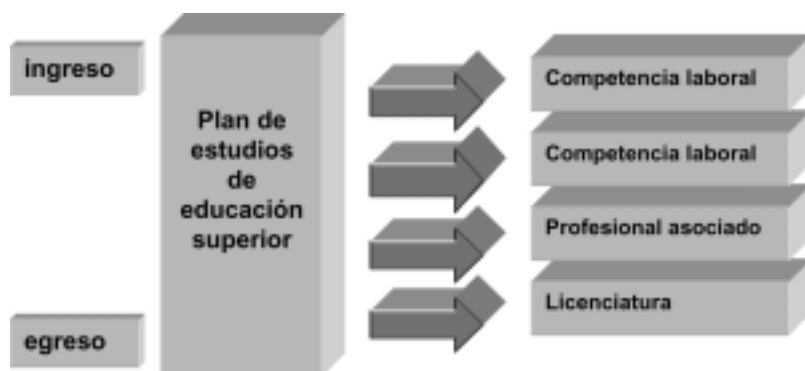 ingreso
Plan de
estudios
de
educación
superior
egreso
Competencia laboral
Competencia laboral
Profesional asociado
Licenciatura